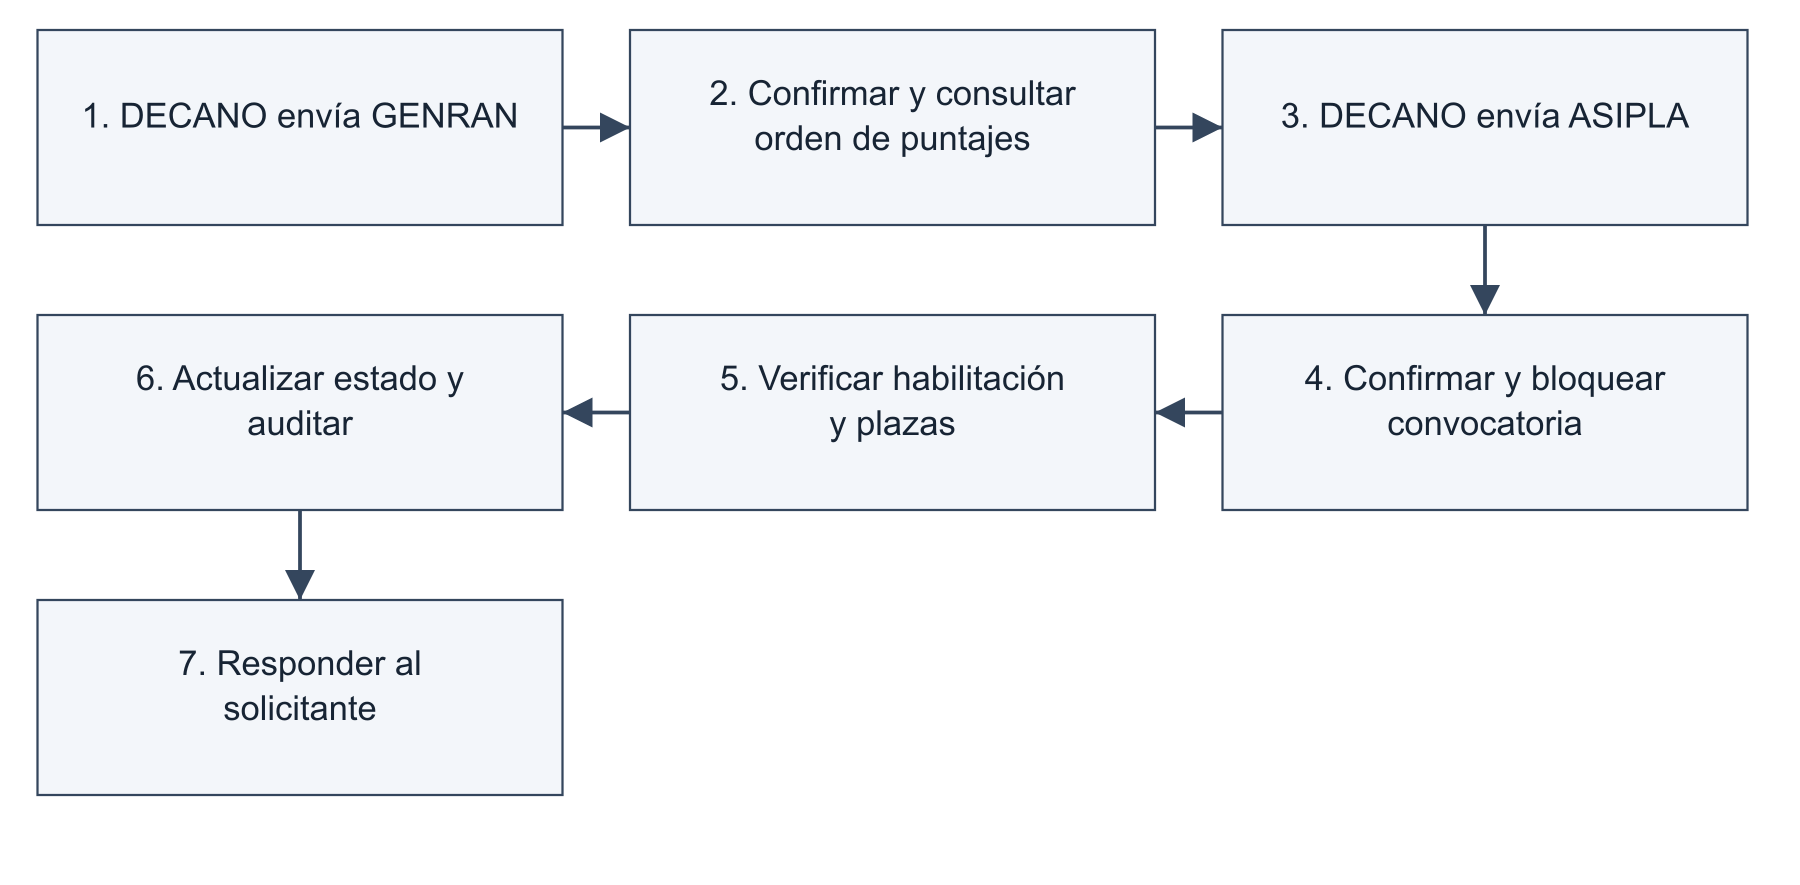 1. DECANO envía GENRAN
2. Confirmar y consultar
orden de puntajes
3. DECANO envía ASIPLA
4. Confirmar y bloquear
convocatoria
5. Verificar habilitación
y plazas
6. Actualizar estado y
auditar
7. Responder al
solicitante